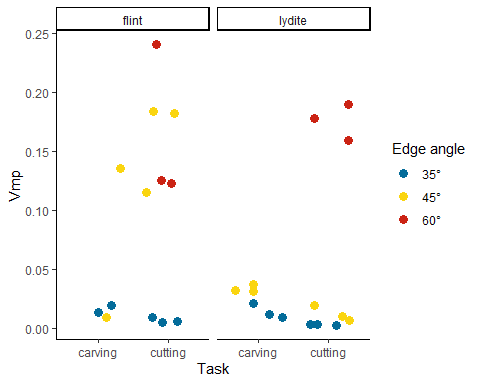 flint lydite
0.25
0.20
0.15
0.10
0.05
0.00
Vmp
carving cutting carving cutting
Task
Edge angle
35°
45°
60°